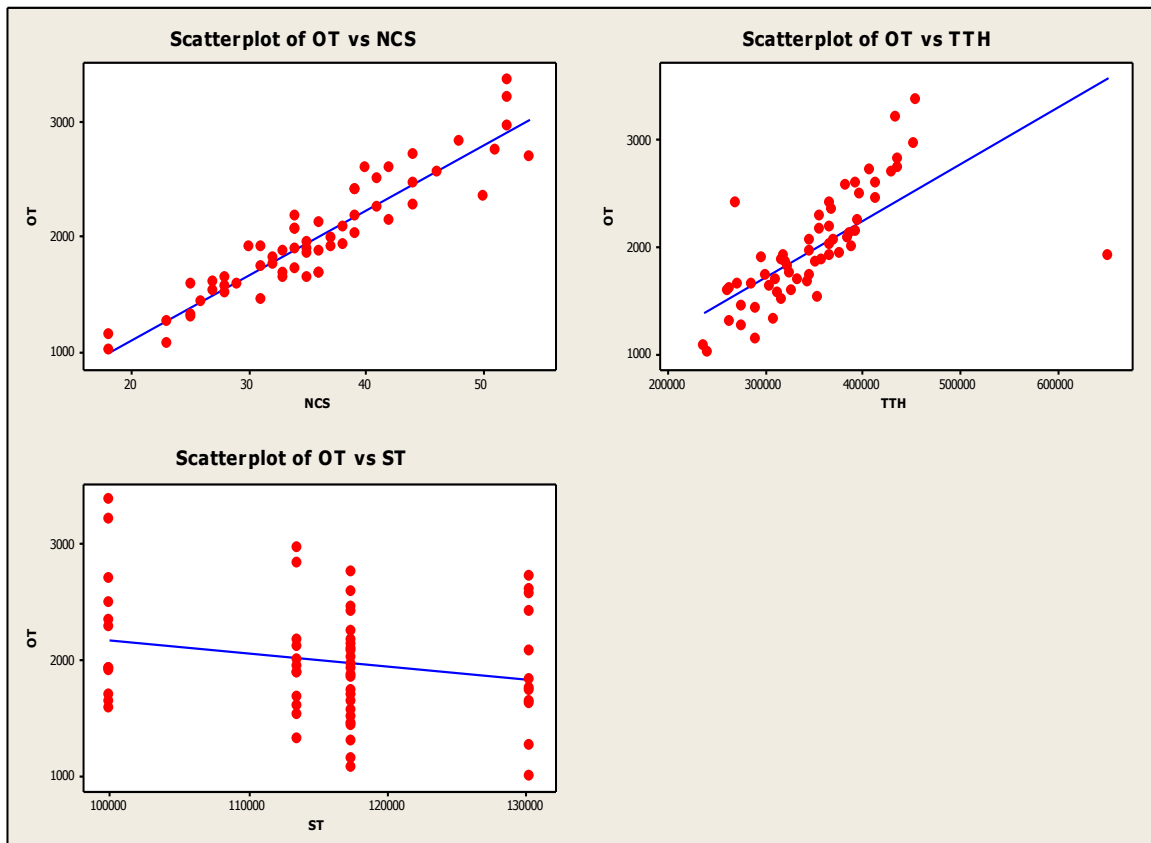 Scatterplot of OT vs NCS
3000
2000
1000
OT
20 30 40 50
NCS
Scatterplot of OT vs TTH
3000
2000
1000
OT
200000 300000 400000 500000 600000
TTH
Scatterplot of OT vs ST
3000
2000
1000
OT
100000 110000 120000 130000
ST